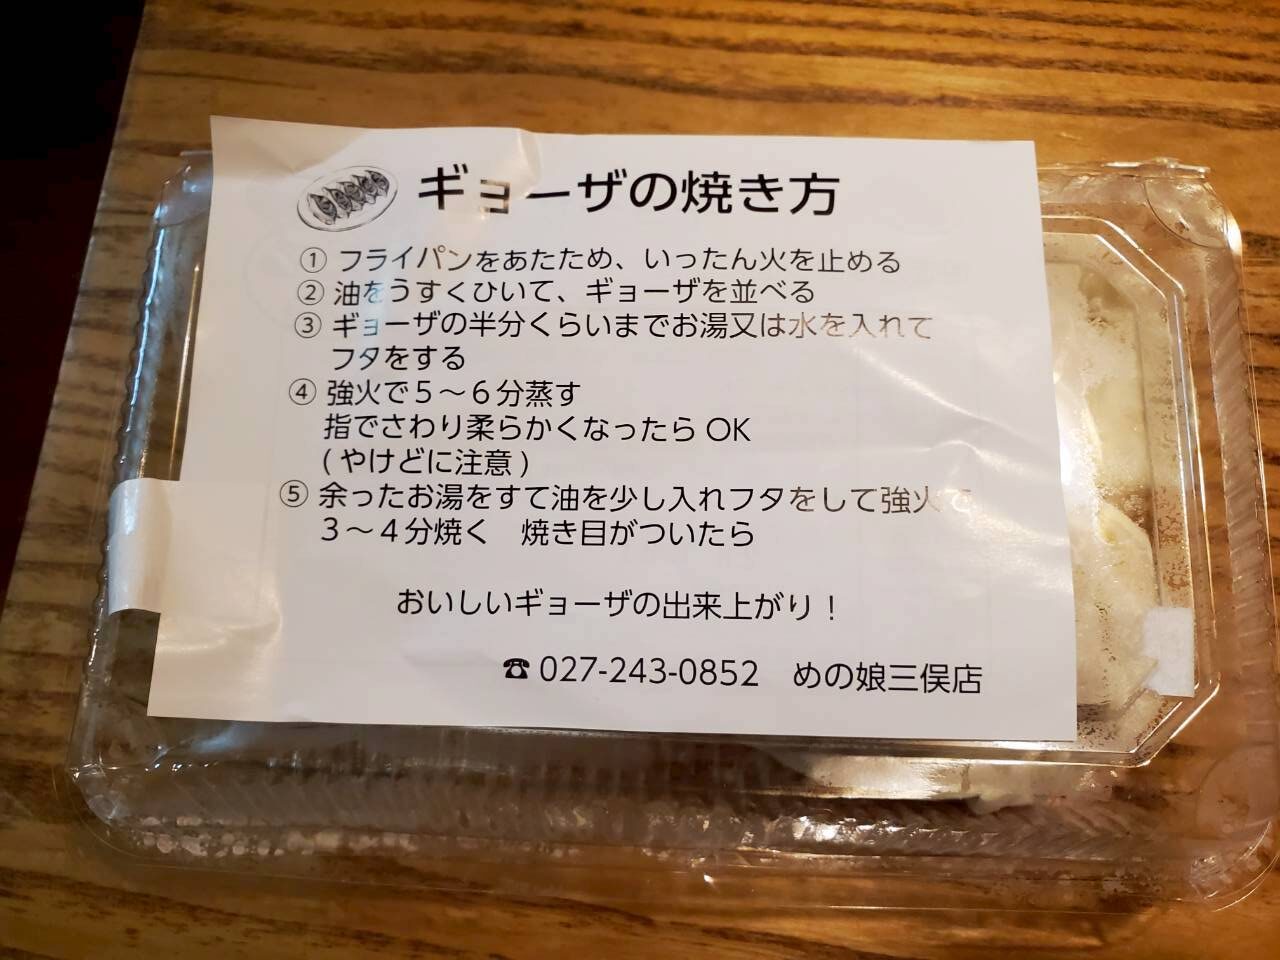 ギョーザの焼き方
① フライパンをあたため、いったん火を止める
② 油をうすくひいて、ギョーザを並べる
③ ギョーザの半分くらいまでお湯又は水を入れて
フタをする
④ 強火で５～６分蒸す
指でさわり柔らかくなったら OK
( やけどに注意 )
⑤ 余ったお湯をすて油を少し入れフタをして強火で
３～４分焼く　焼き目がついたら
おいしいギョーザの出来上がり！
☎ 027-243-0852　めの娘三俣店